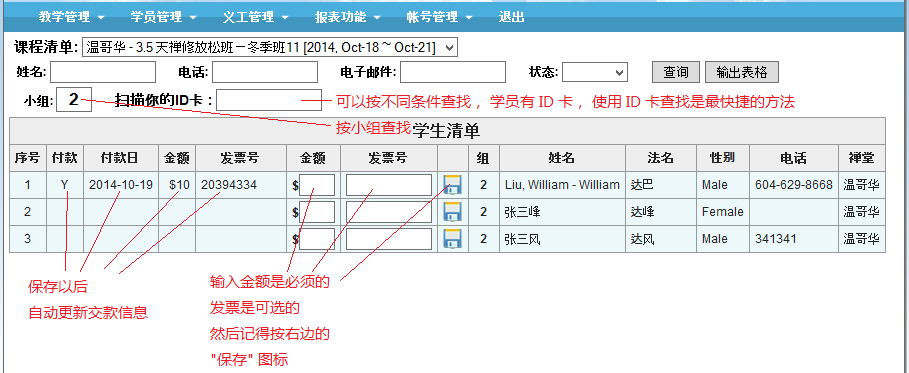 教学管理 学员管理 义工管理 报表功能 帐号管理 退出
课程清单: 温哥华 - 3.5 天禅修放松班－冬季班11 [2014, Oct-18 ~ Oct-21]
姓名: 电话: 电子邮件: 状态: 查询 输出表格
小组: 2 扫描你的ID卡 : 可以按不同条件查找， 学员有 ID 卡， 使用 ID 卡查找是最快捷的方法
按小组查找 学生清单
序号 付款 付款日 金额 发票号 金额 发票号 组 姓名 法名 性别 电话 禅堂
1 Y 2014-10-19 $10 20394334 $ 2 Liu, William - William 达巴 Male 604-629-8668 温哥华
2 $ 2 张三峰 达峰 Female 温哥华
3 $ 2 张三风 达风 Male 341341 温哥华
保存以后
自动更新交款信息
输入金额是必须的
发票是可选的
然后记得按右边的
"保存" 图标